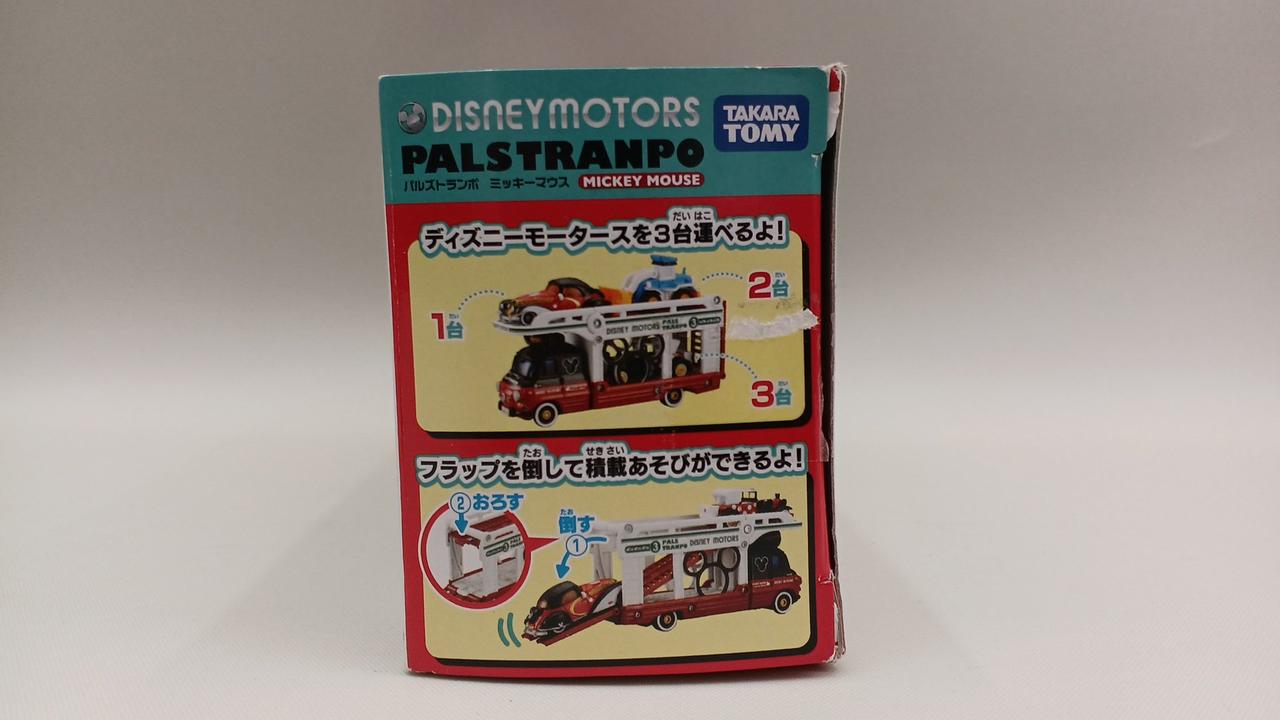 DISNEY MOTORS
TAKARA TOMY
PALSTRANPO
パルズトランポ ミッキーマウス MICKEY MOUSE
だい はこ
ディズニーモータースを3台運べるよ!
だい
2台
だい
1台
DISNEY MOTORS PALS TRANPO 3
だい
3台
たお せきさい
フラップを倒して積載あそびができるよ!
②おろす
たお
倒す
①
3 PALS TRANPO DISNEY MOTORS